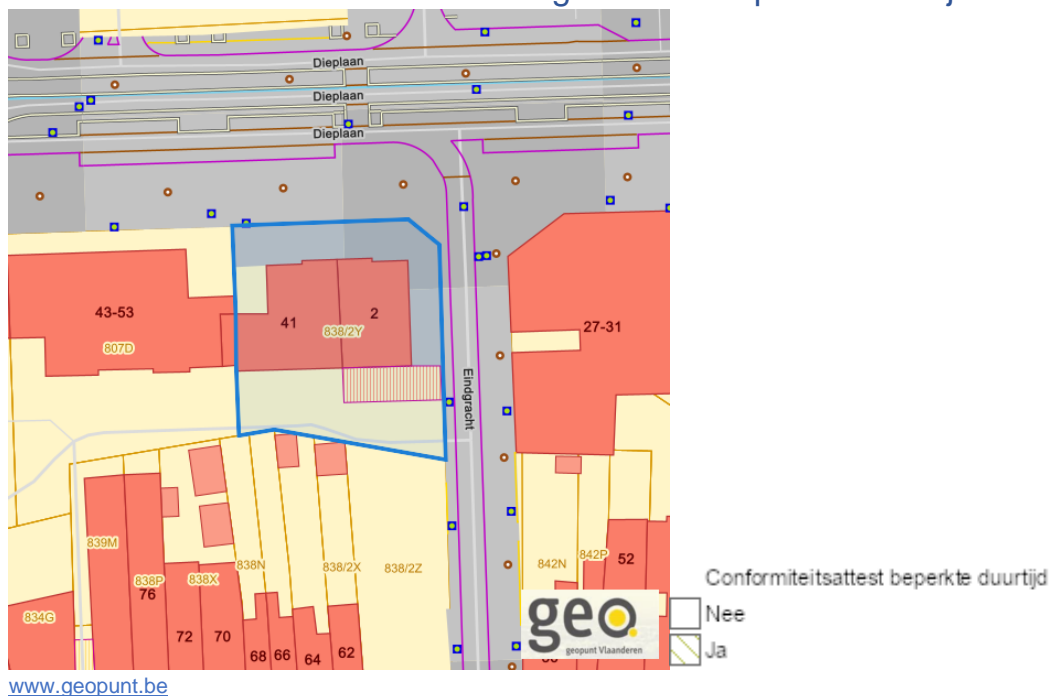 Dieplaan
Dieplaan
Dieplaan
43-53
807D
41
2
838/2Y
27-31
Eindgracht
839M
838P
76
838X
838N
838/2X
838/2Z
842N
842P
52
834G
72
70
68
66
64
62
geo.
geopunt Vlaanderen
Conformiteitsattest beperkte duurtijd
Nee
Ja
www.geopunt.be